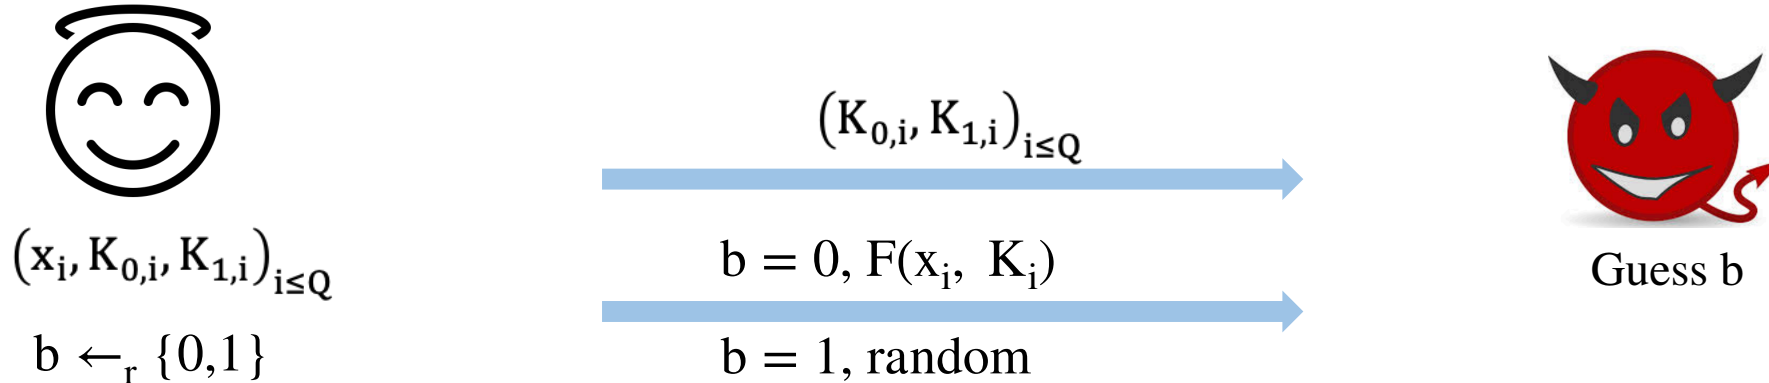 (K₀,ᵢ, K₁,ᵢ)ᵢ≤Q
(xᵢ, K₀,ᵢ, K₁,ᵢ)ᵢ≤Q
b = 0, F(xᵢ, Kᵢ)
Guess b
b ←ᵣ {0,1}
b = 1, random